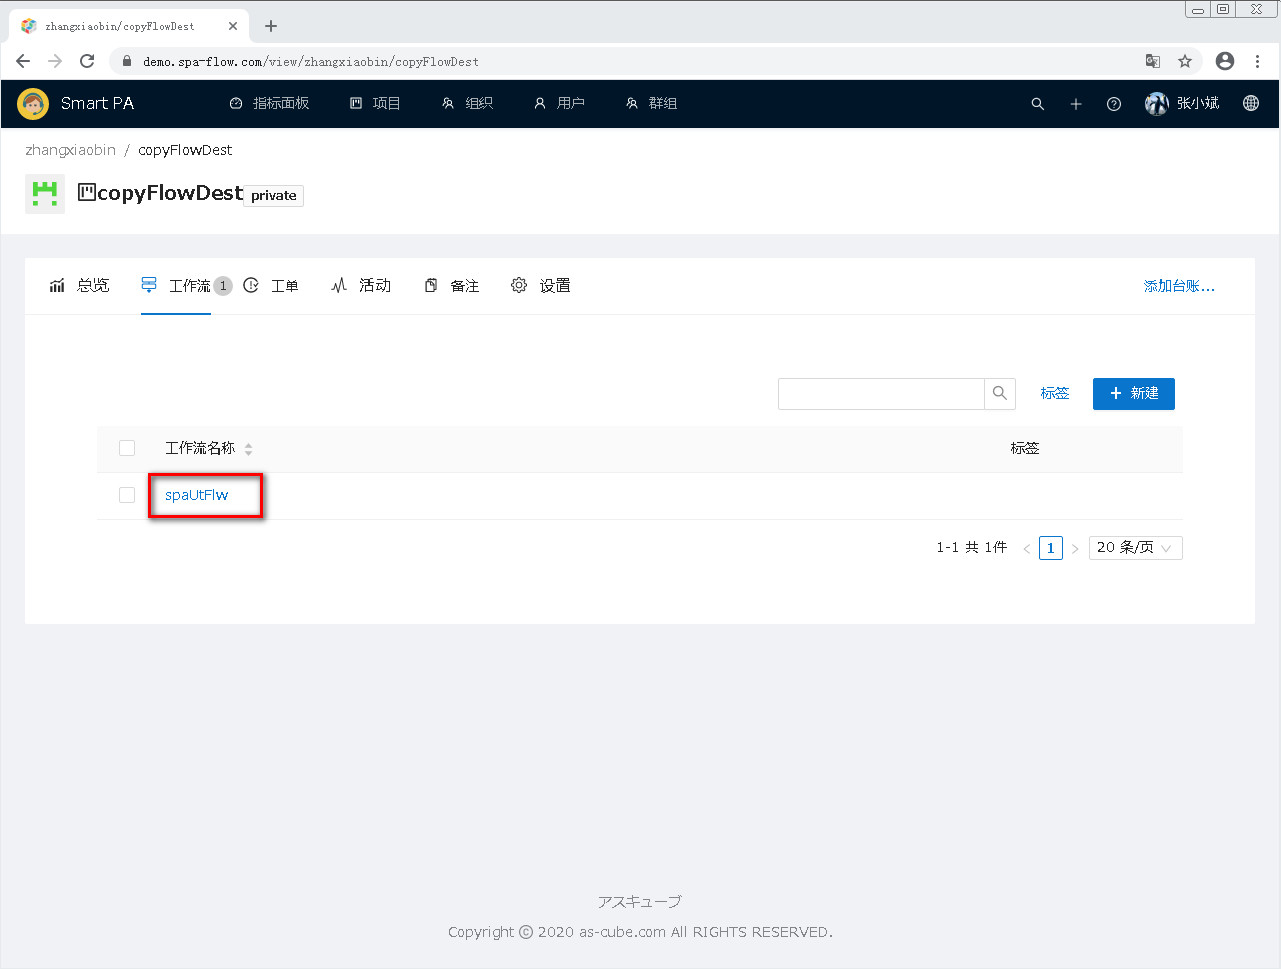 zhangxiaobin/copyFlowDest
demo.spa-flow.com/view/zhangxiaobin/copyFlowDest
Smart PA 指标面板 项目 组织 用户 群组 张小斌
zhangxiaobin / copyFlowDest
copyFlowDest private
总览 工作流 1 工单 活动 备注 设置 添加台账...
标签 + 新建
工作流名称 标签
spaUtFlw
1-1 共 1件 < 1 > 20 条/页
アスキューブ
Copyright © 2020 as-cube.com All RIGHTS RESERVED.